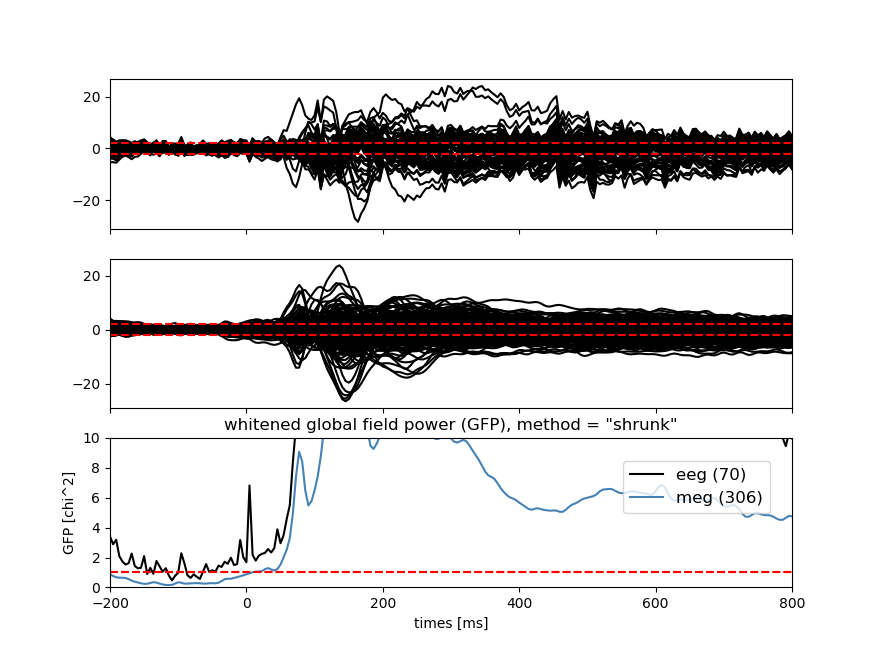 20
0
−20
20
0
−20
whitened global field power (GFP), method = "shrunk"
10
8
6
4
2
0
GFP [chi^2]
eeg (70)
meg (306)
−200 0 200 400 600 800
times [ms]